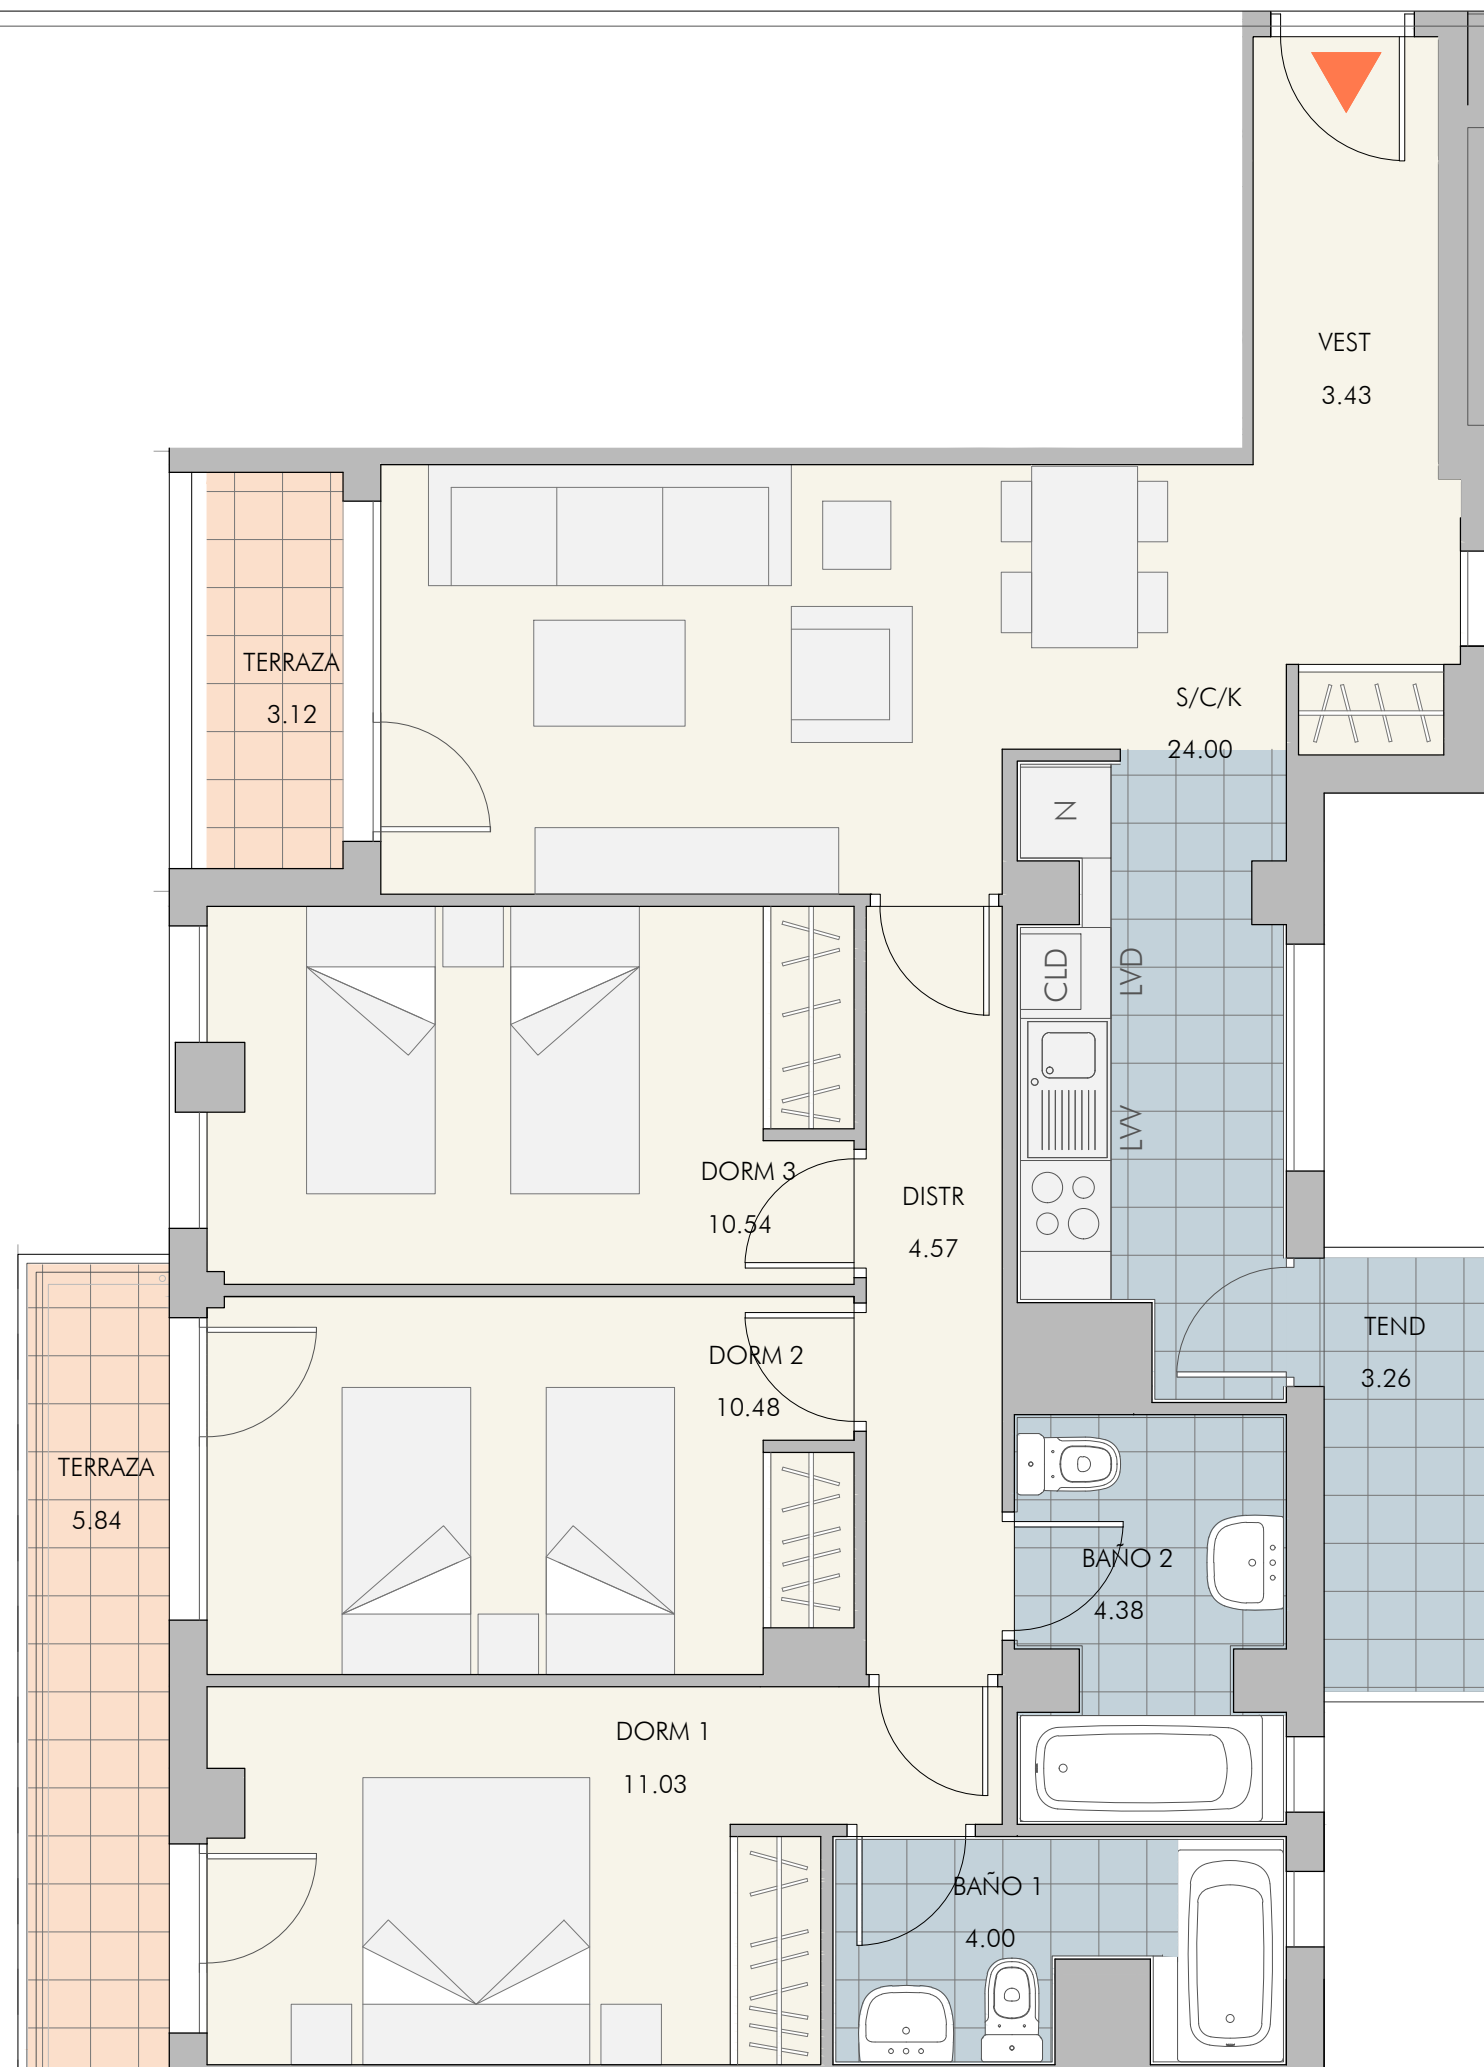 VEST
3.43
TERRAZA
3.12
S/C/K
24.00
N
CLD
LVD
LVV
DORM 3
10.54
DISTR
4.57
TEND
3.26
DORM 2
10.48
TERRAZA
5.84
BAÑO 2
4.38
DORM 1
11.03
BAÑO 1
4.00